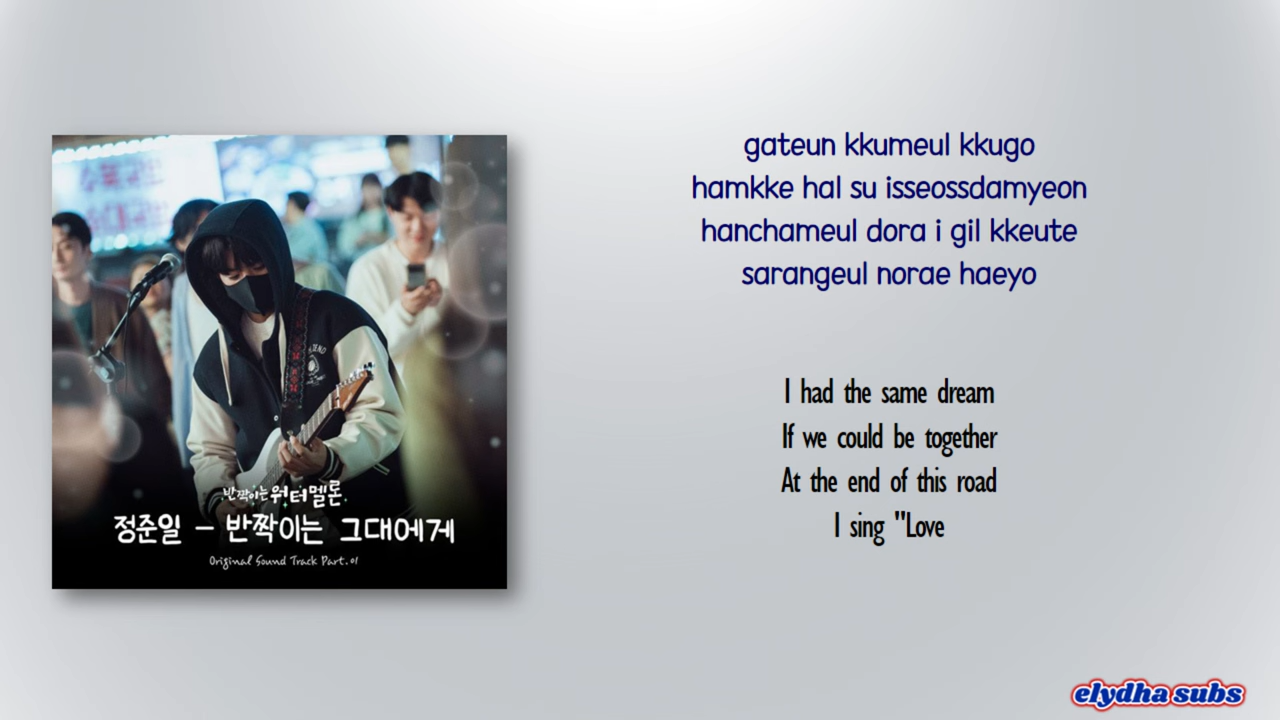 반짝이는 워터멜론
정준일 – 반짝이는 그대에게
Original Sound Track Part.01
gateun kkumeul kkugo
hamkke hal su isseossdamyeon
hanchameul dora i gil kkeute
sarangeul norae haeyo
I had the same dream
If we could be together
At the end of this road
I sing "Love
elydha subs